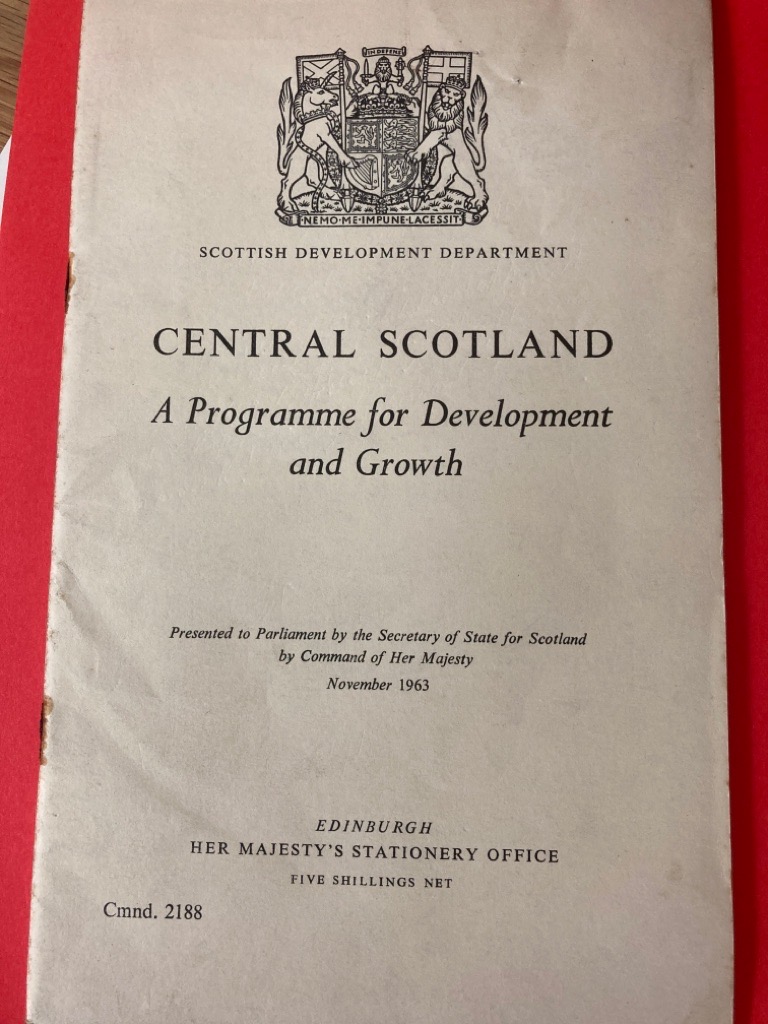 IN DEFENS
NEMO·ME·IMPUNE·LACESSIT
SCOTTISH DEVELOPMENT DEPARTMENT
CENTRAL SCOTLAND
A Programme for Development
and Growth
Presented to Parliament by the Secretary of State for Scotland
by Command of Her Majesty
November 1963
EDINBURGH
HER MAJESTY'S STATIONERY OFFICE
FIVE SHILLINGS NET
Cmnd. 2188